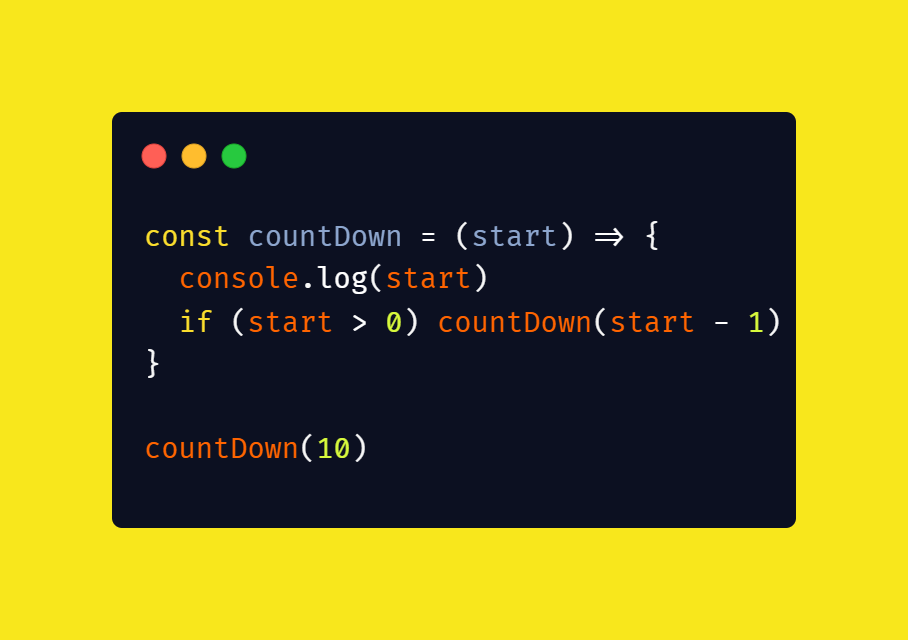 const countDown = (start) => {
  console.log(start)
  if (start > 0) countDown(start - 1)
}

countDown(10)